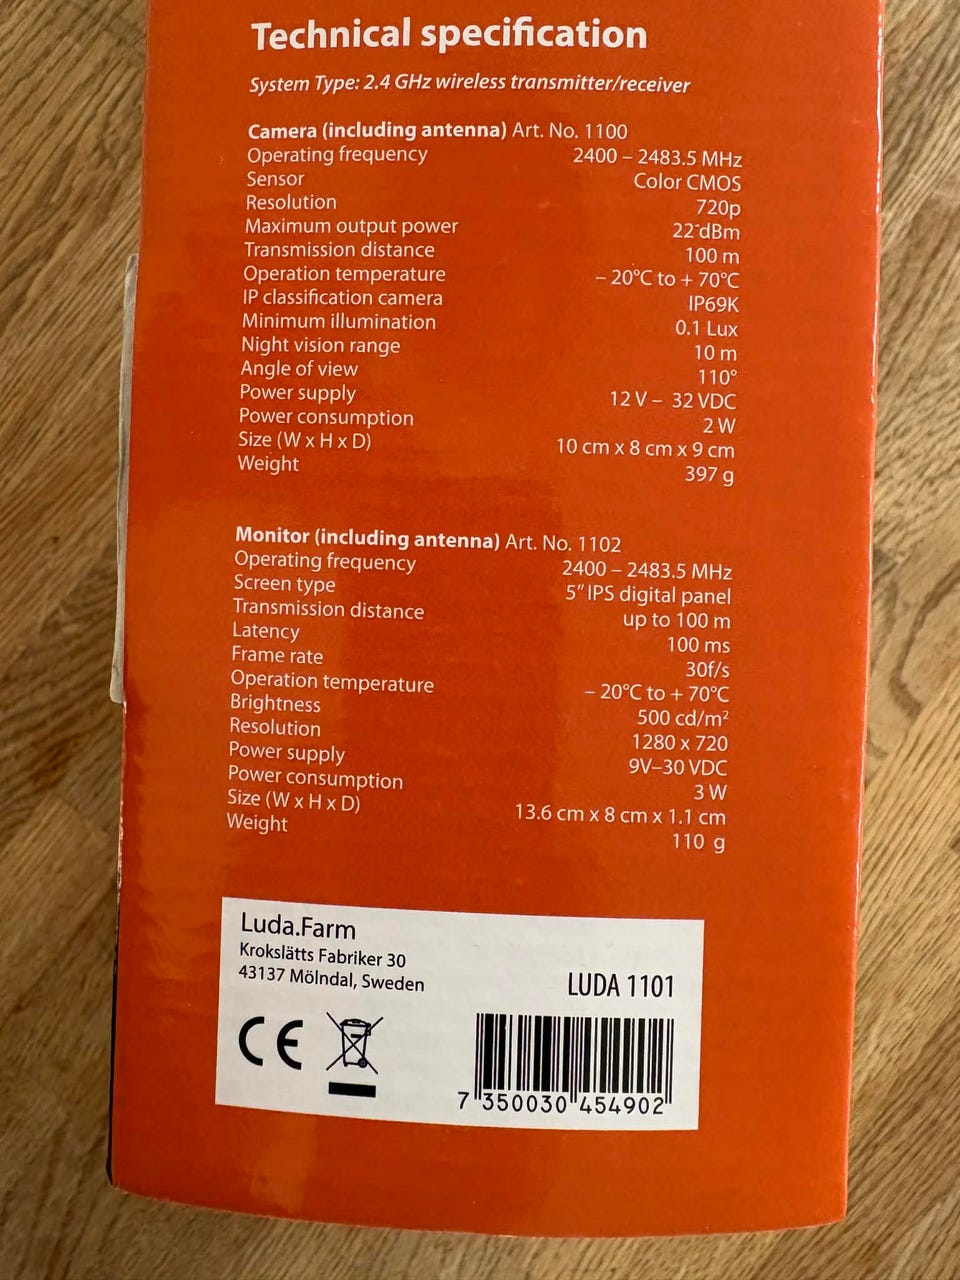 Technical specification
System Type: 2.4 GHz wireless transmitter/receiver
Camera (including antenna) Art. No. 1100
Operating frequency 2400 – 2483.5 MHz
Sensor Color CMOS
Resolution 720p
Maximum output power 22 dBm
Transmission distance 100 m
Operation temperature – 20°C to + 70°C
IP classification camera IP69K
Minimum illumination 0.1 Lux
Night vision range 10 m
Angle of view 110°
Power supply 12 V – 32 VDC
Power consumption 2 W
Size (W x H x D) 10 cm x 8 cm x 9 cm
Weight 397 g
Monitor (including antenna) Art. No. 1102
Operating frequency 2400 – 2483.5 MHz
Screen type 5" IPS digital panel
Transmission distance up to 100 m
Latency 100 ms
Frame rate 30f/s
Operation temperature – 20°C to + 70°C
Brightness 500 cd/m²
Resolution 1280 x 720
Power supply 9V–30 VDC
Power consumption 3 W
Size (W x H x D) 13.6 cm x 8 cm x 1.1 cm
Weight 110 g
Luda.Farm
Krokslätts Fabriker 30
43137 Mölndal, Sweden
LUDA 1101
CE
7 350030 454902